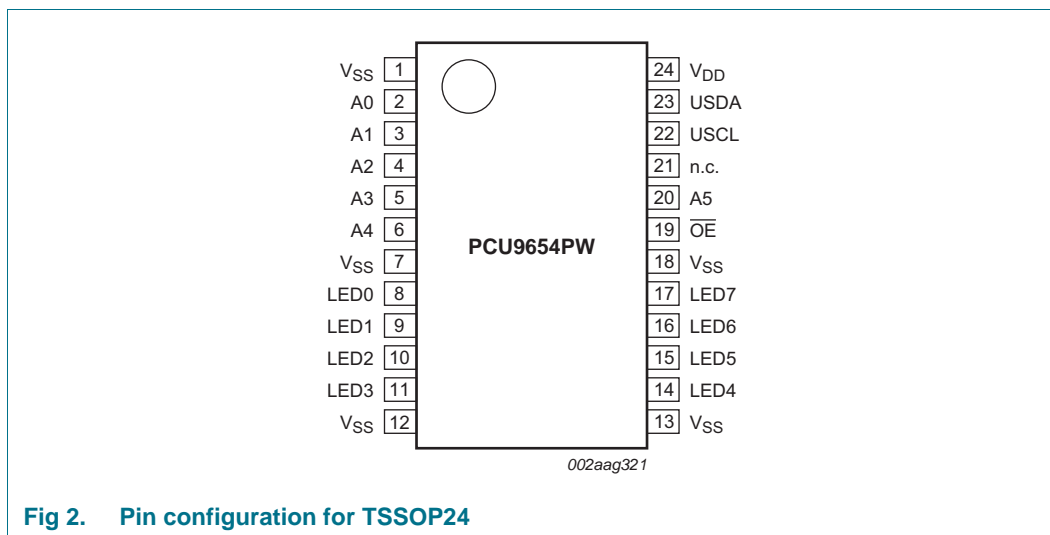 VSS 1 24 VDD
A0 2 23 USDA
A1 3 22 USCL
A2 4 21 n.c.
A3 5 20 A5
A4 6 19 O̅E̅
PCU9654PW
VSS 7 18 VSS
LED0 8 17 LED7
LED1 9 16 LED6
LED2 10 15 LED5
LED3 11 14 LED4
VSS 12 13 VSS
002aag321
Fig 2. Pin configuration for TSSOP24